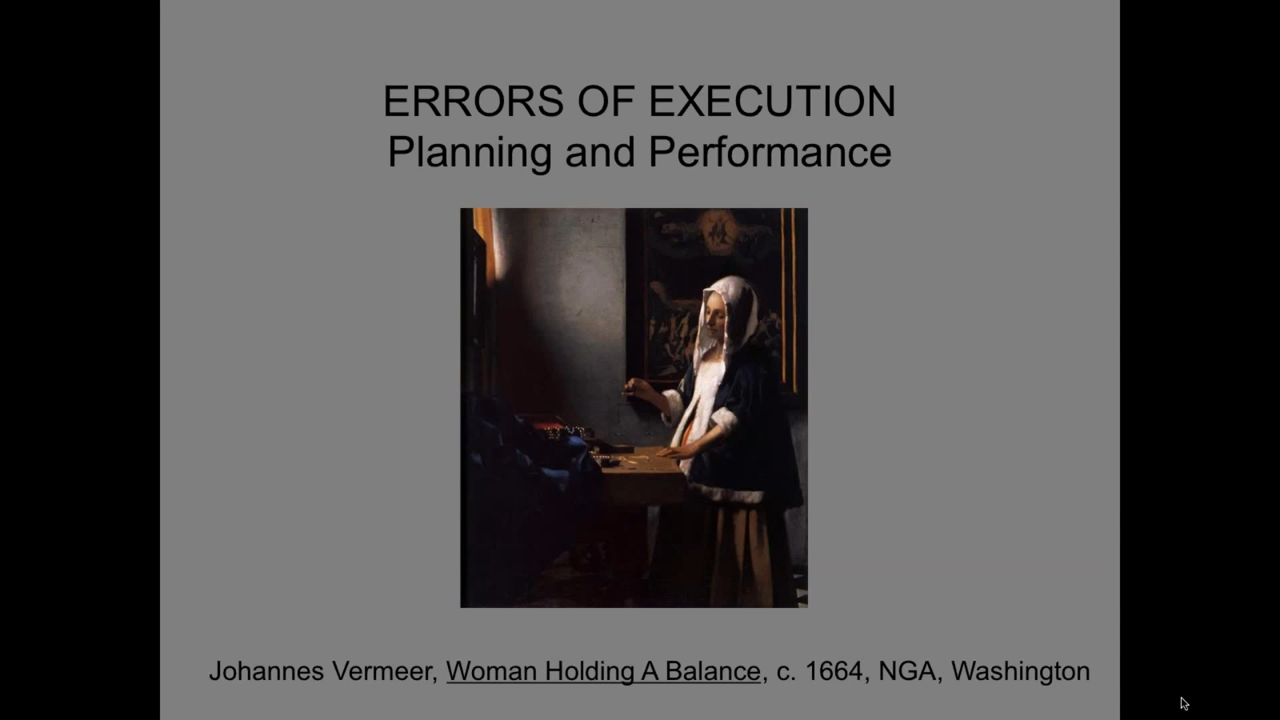 ERRORS OF EXECUTION
Planning and Performance
Johannes Vermeer, Woman Holding A Balance, c. 1664, NGA, Washington